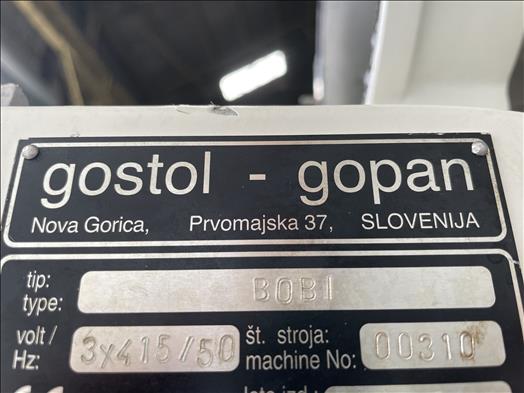 gostol - gopan
Nova Gorica, Prvomajska 37, SLOVENIJA
tip:
type: BOBI
volt /
Hz: 3x415/50
št. stroja:
machine No: 00310